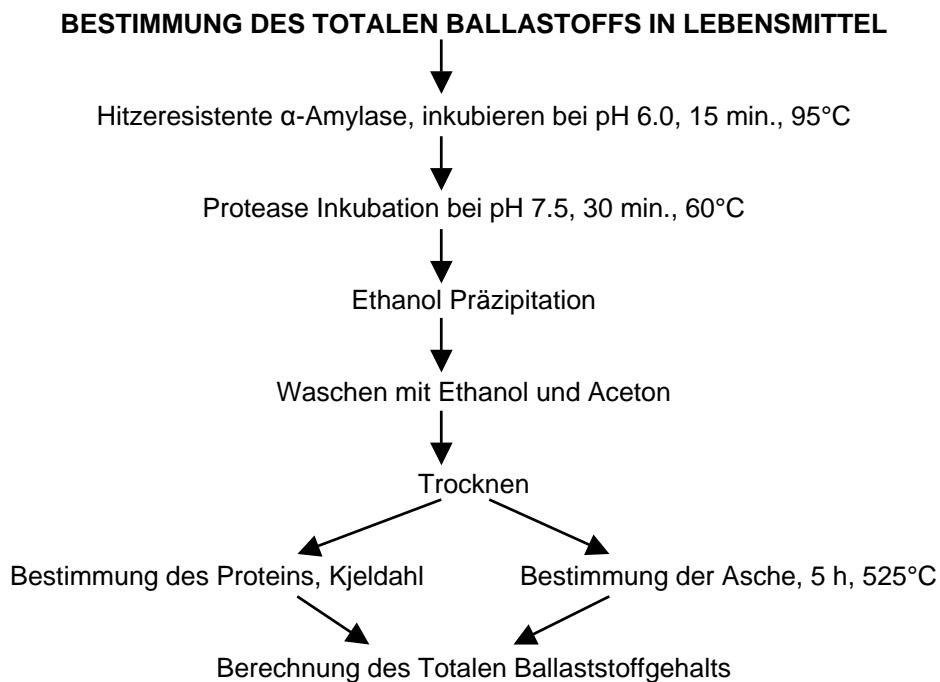 BESTIMMUNG DES TOTALEN BALLASTOFFS IN LEBENSMITTEL
Hitzeresistente α-Amylase, inkubieren bei pH 6.0, 15 min., 95°C
Protease Inkubation bei pH 7.5, 30 min., 60°C
Ethanol Präzipitation
Waschen mit Ethanol und Aceton
Trocknen
Bestimmung des Proteins, Kjeldahl
Bestimmung der Asche, 5 h, 525°C
Berechnung des Totalen Ballaststoffgehalts